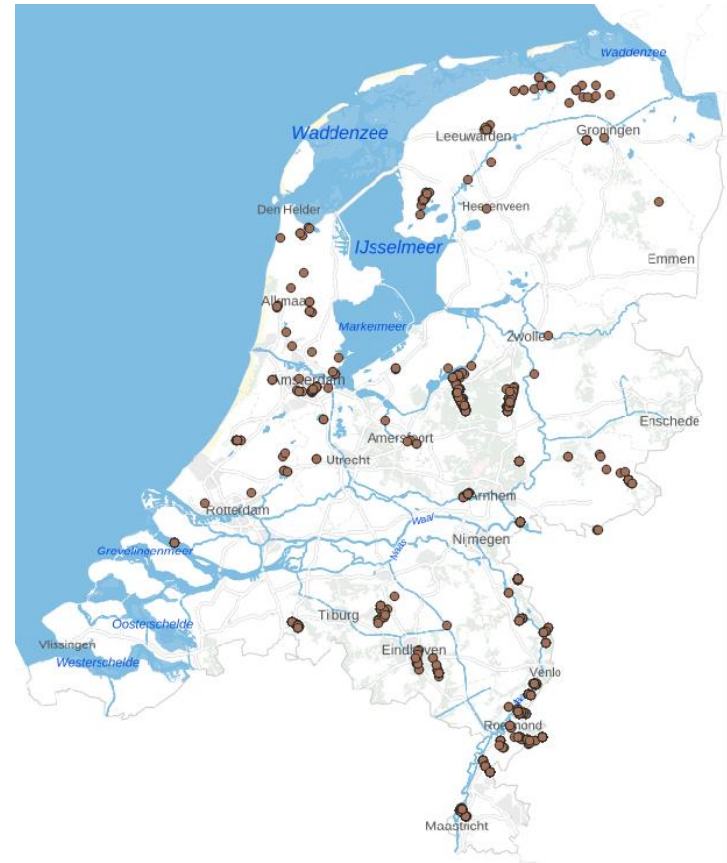 Waddenzee
Waddenzee
Leeuwarden
Groningen
Den Helder
Heerenveen
IJsselmeer
Emmen
Alkmaar
Markermeer
Zwolle
Amsterdam
Enschede
Amersfoort
Utrecht
Arnhem
Rotterdam
Waal
Nijmegen
Maas
Grevelingenmeer
Tilburg
Oosterschelde
Vlissingen
Eindhoven
Westerschelde
Venlo
Roermond
Maastricht